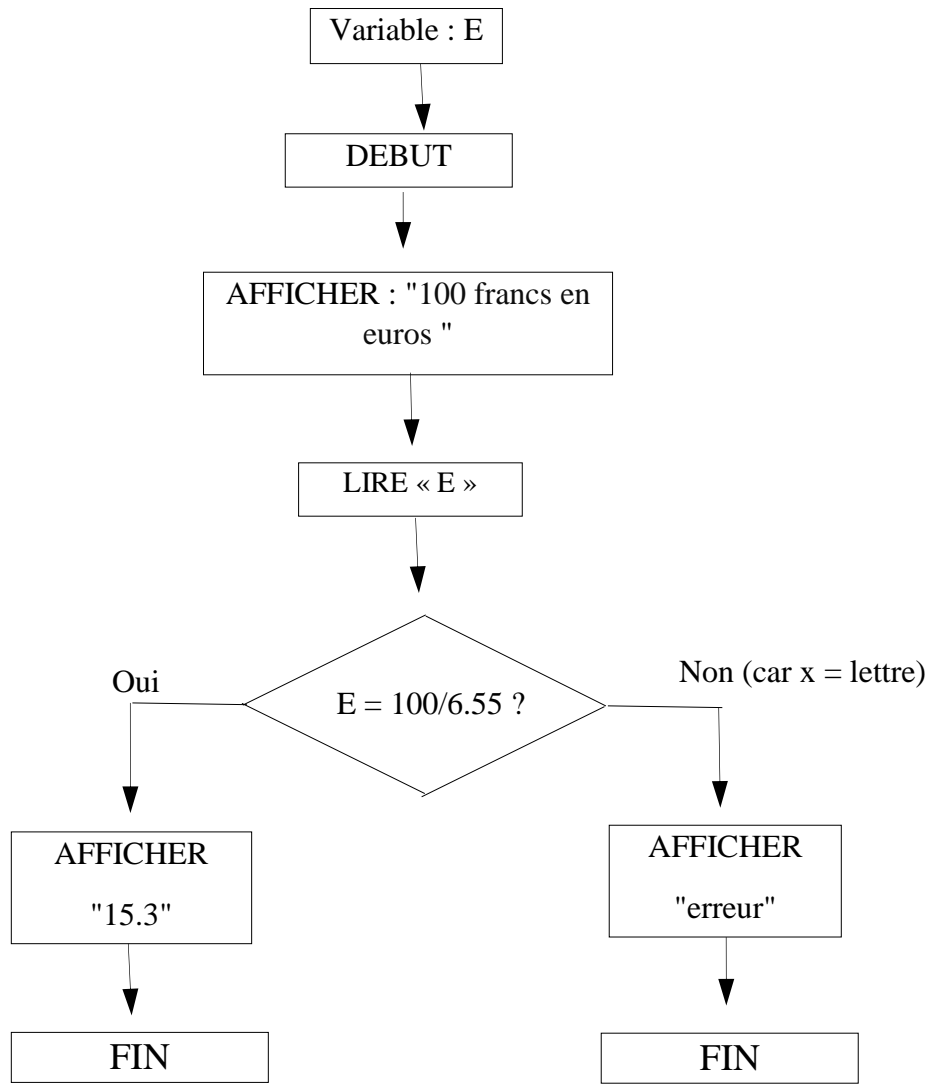 Variable : E
DEBUT
AFFICHER : "100 francs en
euros "
LIRE « E »
Oui
E = 100/6.55 ?
Non (car x = lettre)
AFFICHER
"15.3"
AFFICHER
"erreur"
FIN
FIN